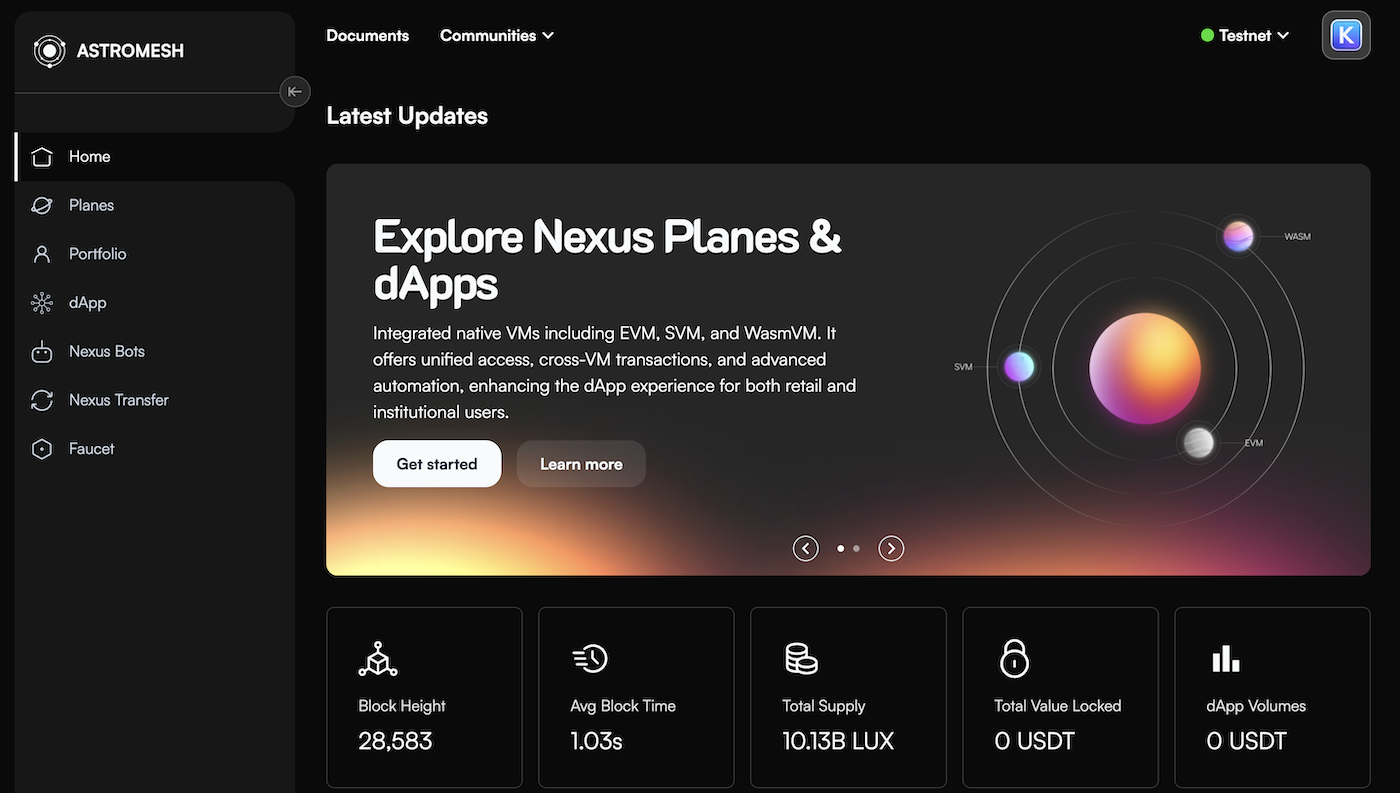 ASTROMESH
Documents
Communities
Testnet
K
Latest Updates
Home
Planes
Portfolio
dApp
Nexus Bots
Nexus Transfer
Faucet
Explore Nexus Planes &
dApps
Integrated native VMs including EVM, SVM, and WasmVM. It
offers unified access, cross-VM transactions, and advanced
automation, enhancing the dApp experience for both retail and
institutional users.
Get started
Learn more
WASM
SVM
EVM
Block Height
28,583
Avg Block Time
1.03s
Total Supply
10.13B LUX
Total Value Locked
0 USDT
dApp Volumes
0 USDT